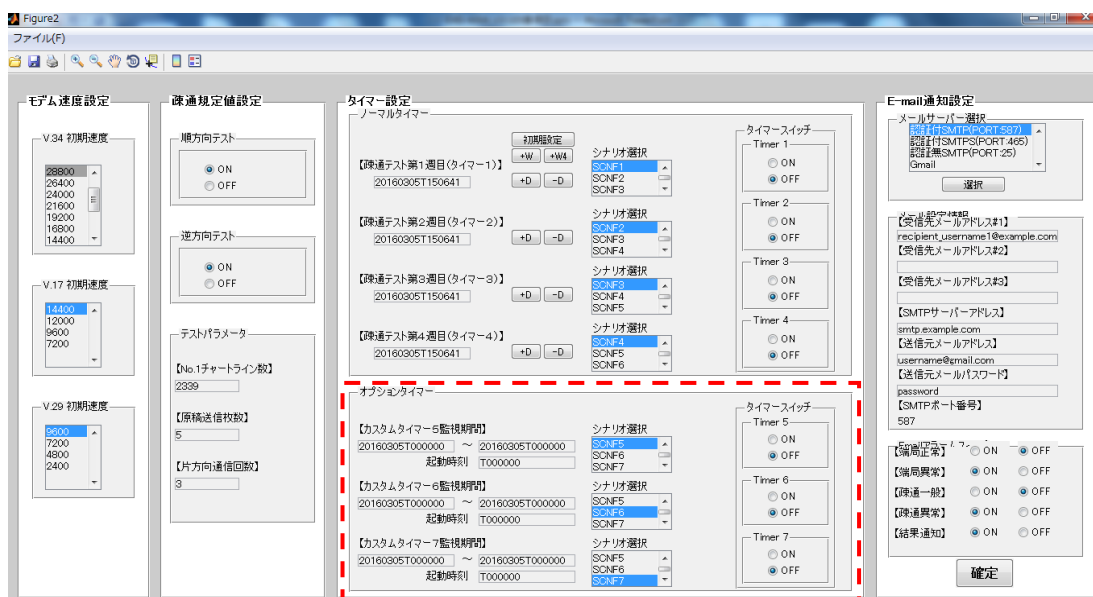 Figure2
ファイル(F)
モデム速度設定
V.34 初期速度
28800
26400
24000
21600
19200
16800
14400
V.17 初期速度
14400
12000
9600
7200
V.29 初期速度
9600
7200
4800
2400
疎通規定値設定
順方向テスト
ON
OFF
逆方向テスト
ON
OFF
テストパラメータ
【No.1チャートライン数】
2339
【原稿送信枚数】
5
【片方向通信回数】
3
タイマー設定
ノーマルタイマー
初期設定
+W +W4
【疎通テスト第1週目(タイマー1)】
20160305T150641
+D -D
シナリオ選択
SCNF1
SCNF2
SCNF3
【疎通テスト第2週目(タイマー2)】
20160305T150641
+D -D
シナリオ選択
SCNF2
SCNF3
SCNF4
【疎通テスト第3週目(タイマー3)】
20160305T150641
+D -D
シナリオ選択
SCNF3
SCNF4
SCNF5
【疎通テスト第4週目(タイマー4)】
20160305T150641
+D -D
シナリオ選択
SCNF4
SCNF5
SCNF6
タイマースイッチ
Timer 1
ON
OFF
Timer 2
ON
OFF
Timer 3
ON
OFF
Timer 4
ON
OFF
オプションタイマー
【カスタムタイマー5監視期間】
20160305T000000 ～ 20160305T000000
起動時刻 T000000
シナリオ選択
SCNF5
SCNF6
SCNF7
【カスタムタイマー6監視期間】
20160305T000000 ～ 20160305T000000
起動時刻 T000000
シナリオ選択
SCNF5
SCNF6
SCNF7
【カスタムタイマー7監視期間】
20160305T000000 ～ 20160305T000000
起動時刻 T000000
シナリオ選択
SCNF5
SCNF6
SCNF7
タイマースイッチ
Timer 5
ON
OFF
Timer 6
ON
OFF
Timer 7
ON
OFF
E-mail通知設定
メールサーバー選択
認証付SMTP(PORT:587)
認証付SMTPS(PORT:465)
認証無SMTP(PORT:25)
Gmail
選択
メール設定情報
【受信先メールアドレス#1】
recipient_username1@example.com
【受信先メールアドレス#2】
【受信先メールアドレス#3】
【SMTPサーバーアドレス】
smtp.example.com
【送信元メールアドレス】
username@gmail.com
【送信元メールパスワード】
password
【SMTPポート番号】
587
【端局正常】 ON OFF
【端局異常】 ON OFF
【疎通一般】 ON OFF
【疎通異常】 ON OFF
【結果通知】 ON OFF
確定